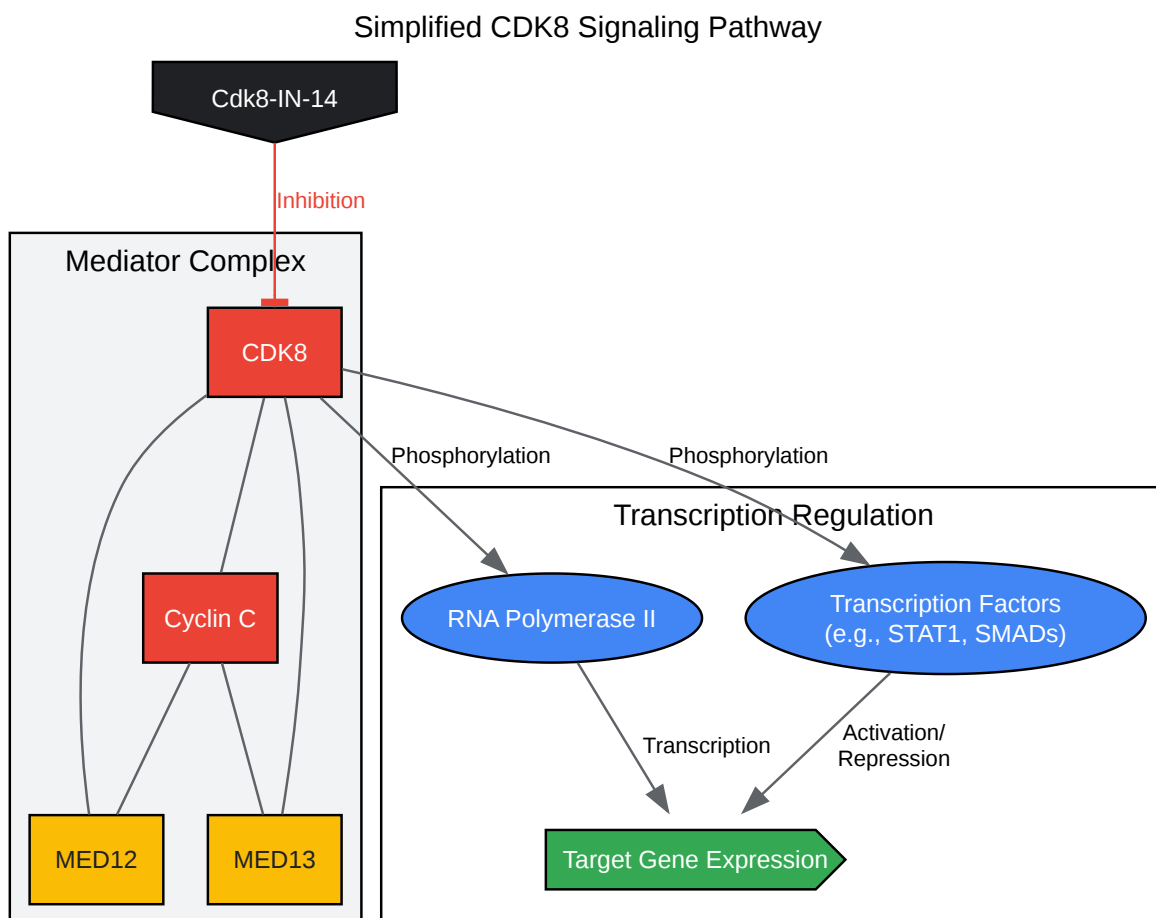 Simplified CDK8 Signaling Pathway
Cdk8-IN-14
Inhibition
Mediator Complex
CDK8
Phosphorylation
Phosphorylation
Transcription Regulation
Cyclin C
RNA Polymerase II
Transcription Factors
(e.g., STAT1, SMADs)
Transcription
Activation/
Repression
MED12
MED13
Target Gene Expression